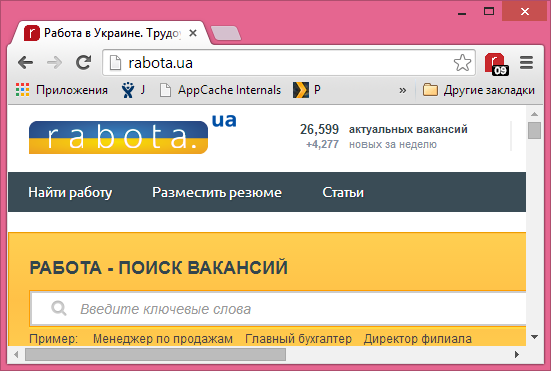 Работа в Украине. Трудо
rabota.ua
09
Приложения J AppCache Internals P » Другие закладки
rabota.ua
26,599 актуальных вакансий
+4,277 новых за неделю
Найти работу Разместить резюме Статьи
РАБОТА - ПОИСК ВАКАНСИЙ
Введите ключевые слова
Пример: Менеджер по продажам Главный бухгалтер Директор филиала